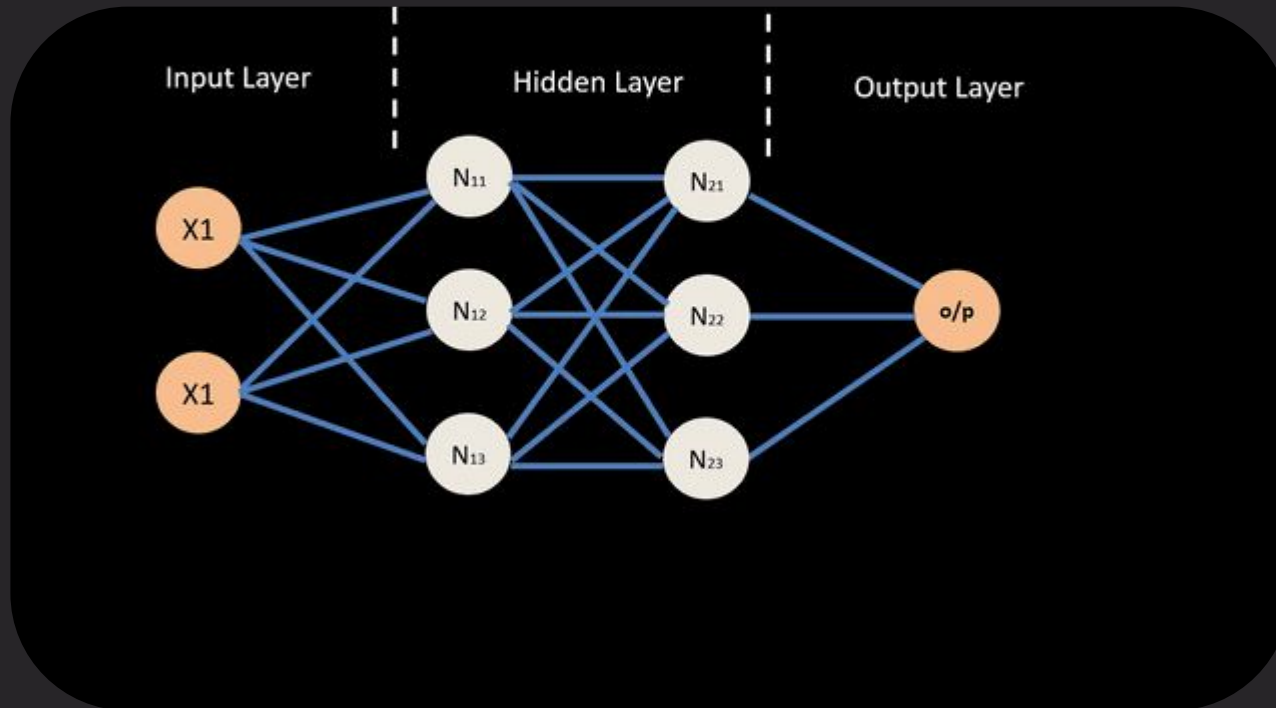 Input Layer
Hidden Layer
Output Layer
N11
N21
X1
N12
N22
o/p
X1
N13
N23